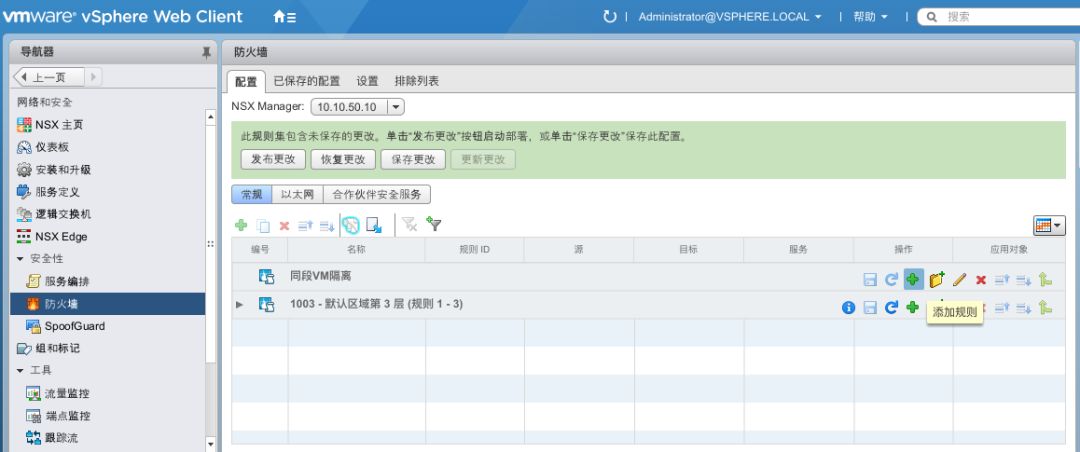 vmware® vSphere Web Client
Administrator@VSPHERE.LOCAL
帮助
搜索
导航器
上一页
网络和安全
NSX 主页
仪表板
安装和升级
服务定义
逻辑交换机
NSX Edge
安全性
服务编排
防火墙
SpoofGuard
组和标记
工具
流量监控
端点监控
跟踪流
防火墙
配置 已保存的配置 设置 排除列表
NSX Manager: 10.10.50.10
此规则集包含未保存的更改。单击“发布更改”按钮启动部署，或单击“保存更改”保存此配置。
发布更改 恢复更改 保存更改 更新更改
常规 以太网 合作伙伴安全服务
编号 名称 规则 ID 源 目标 服务 操作 应用对象
同段VM隔离
1003 - 默认区域第 3 层 (规则 1 - 3)
添加规则